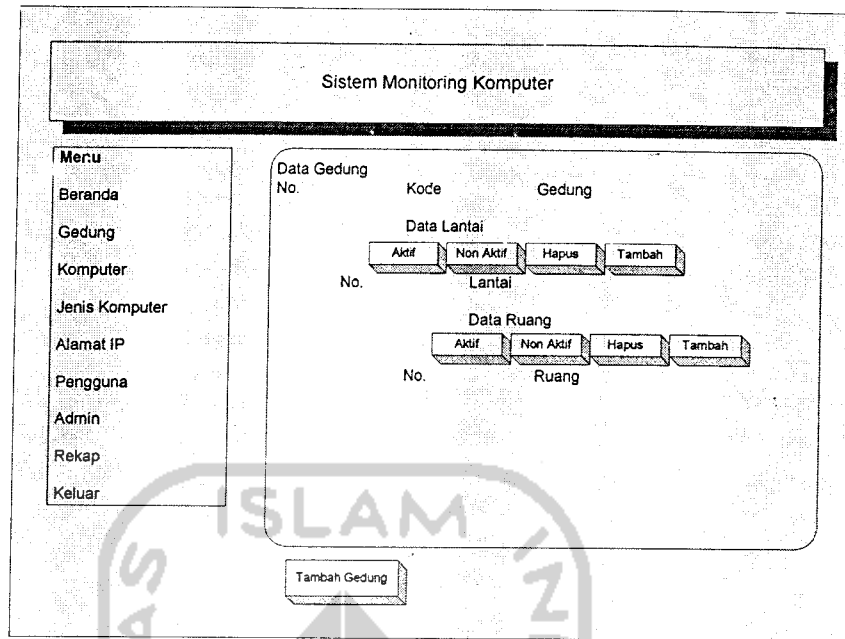 Sistem Monitoring Komputer
Menu
Beranda
Gedung
Komputer
Jenis Komputer
Alamat IP
Pengguna
Admin
Rekap
Keluar
Data Gedung
No. Kode Gedung
Data Lantai
Aktif Non Aktif Hapus Tambah
No. Lantai
Data Ruang
Aktif Non Aktif Hapus Tambah
No. Ruang
Tambah Gedung
ISLAM